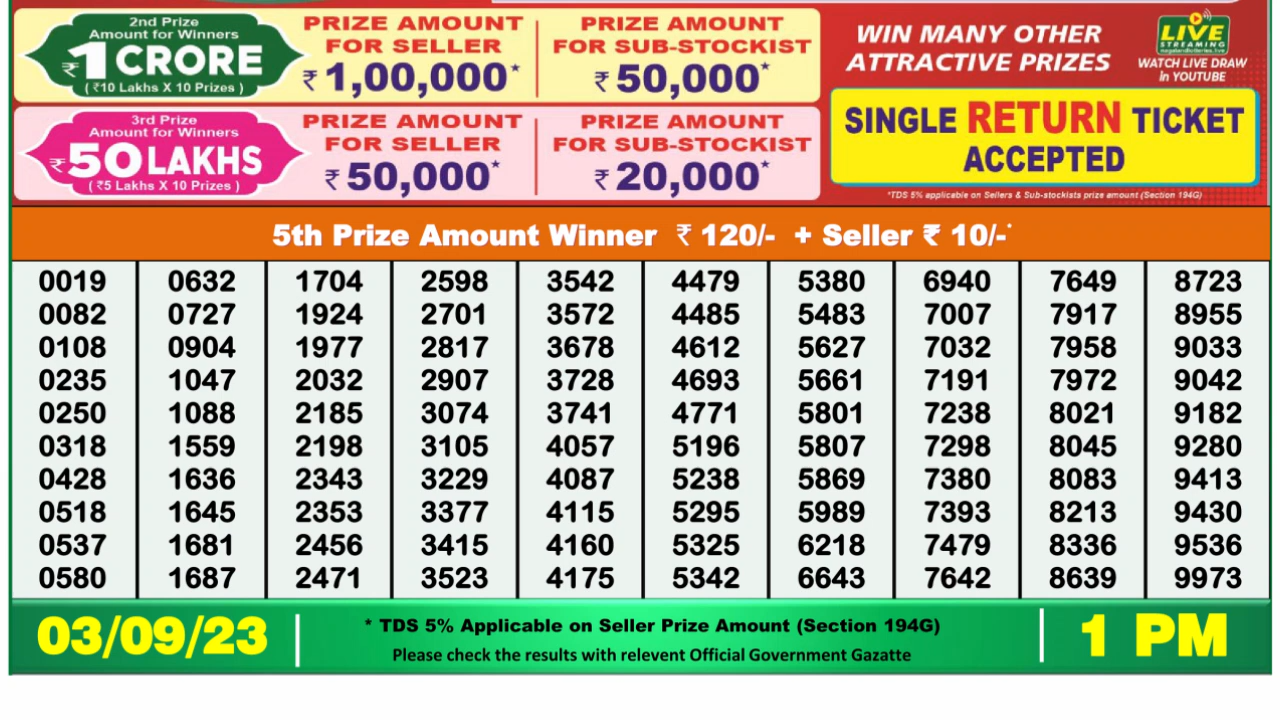 2nd Prize
Amount for Winners
₹1 CRORE
(₹10 Lakhs X 10 Prizes)
PRIZE AMOUNT
FOR SELLER
₹1,00,000*
PRIZE AMOUNT
FOR SUB-STOCKIST
₹50,000*
3rd Prize
Amount for Winners
₹50 LAKHS
(₹5 Lakhs X 10 Prizes)
PRIZE AMOUNT
FOR SELLER
₹50,000*
PRIZE AMOUNT
FOR SUB-STOCKIST
₹20,000*
WIN MANY OTHER
ATTRACTIVE PRIZES
LIVE
STREAMING
WATCH LIVE DRAW
in YOUTUBE
SINGLE RETURN TICKET
ACCEPTED
*TDS 5% applicable on Sellers & Sub-stockists prize amount (Section 194G)
5th Prize Amount Winner ₹ 120/- + Seller ₹ 10/-*
0019 0632 1704 2598 3542 4479 5380 6940 7649 8723
0082 0727 1924 2701 3572 4485 5483 7007 7917 8955
0108 0904 1977 2817 3678 4612 5627 7032 7958 9033
0235 1047 2032 2907 3728 4693 5661 7191 7972 9042
0250 1088 2185 3074 3741 4771 5801 7238 8021 9182
0318 1559 2198 3105 4057 5196 5807 7298 8045 9280
0428 1636 2343 3229 4087 5238 5869 7380 8083 9413
0518 1645 2353 3377 4115 5295 5989 7393 8213 9430
0537 1681 2456 3415 4160 5325 6218 7479 8336 9536
0580 1687 2471 3523 4175 5342 6643 7642 8639 9973
03/09/23
* TDS 5% Applicable on Seller Prize Amount (Section 194G)
Please check the results with relevent Official Government Gazatte
1 PM